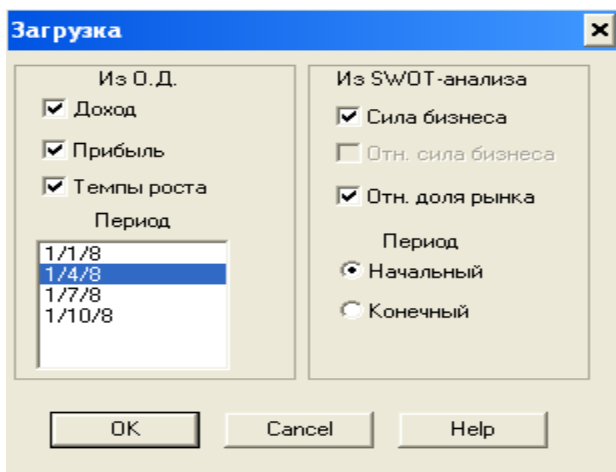 Загрузка
Из О.Д.
Доход
Прибыль
Темпы роста
Период
1/1/8
1/4/8
1/7/8
1/10/8
Из SWOT-анализа
Сила бизнеса
Отн. сила бизнеса
Отн. доля рынка
Период
Начальный
Конечный
OK
Cancel
Help